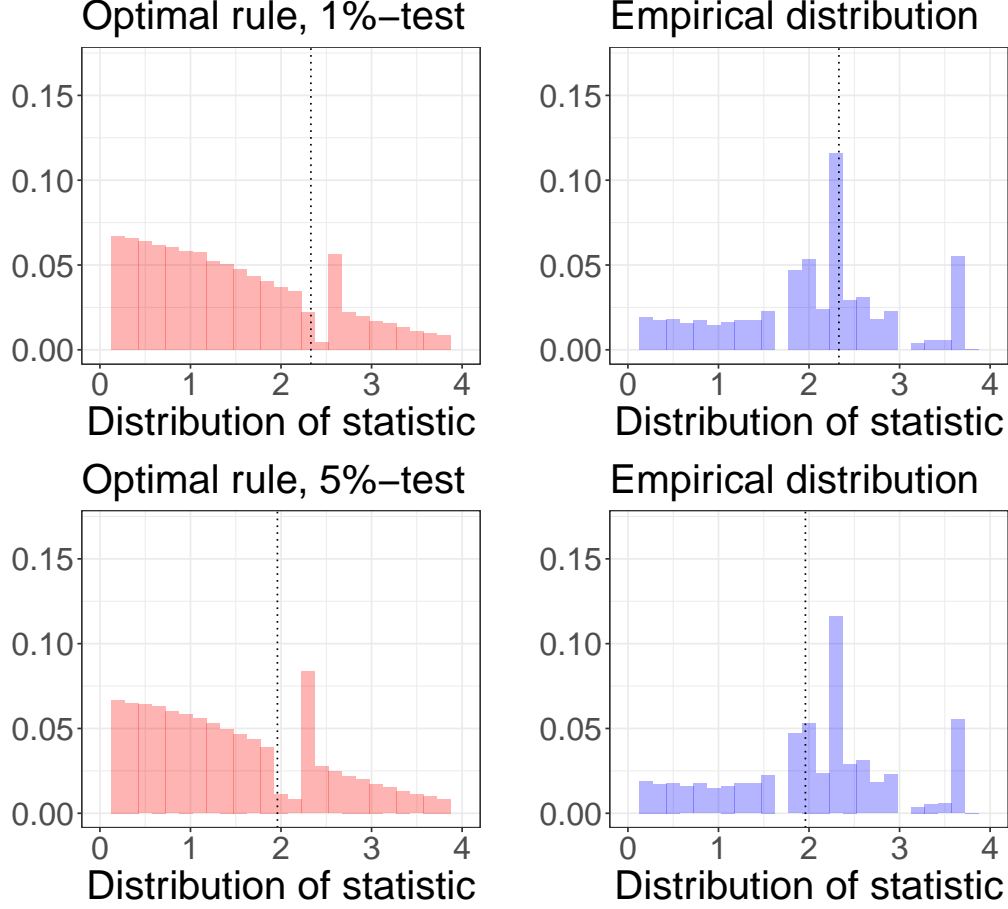 Optimal rule, 1%−test
Empirical distribution
0.15
0.10
0.05
0.00
0 1 2 3 4
Distribution of statistic
0.15
0.10
0.05
0.00
0 1 2 3 4
Distribution of statistic
Optimal rule, 5%−test
Empirical distribution
0.15
0.10
0.05
0.00
0 1 2 3 4
Distribution of statistic
0.15
0.10
0.05
0.00
0 1 2 3 4
Distribution of statistic